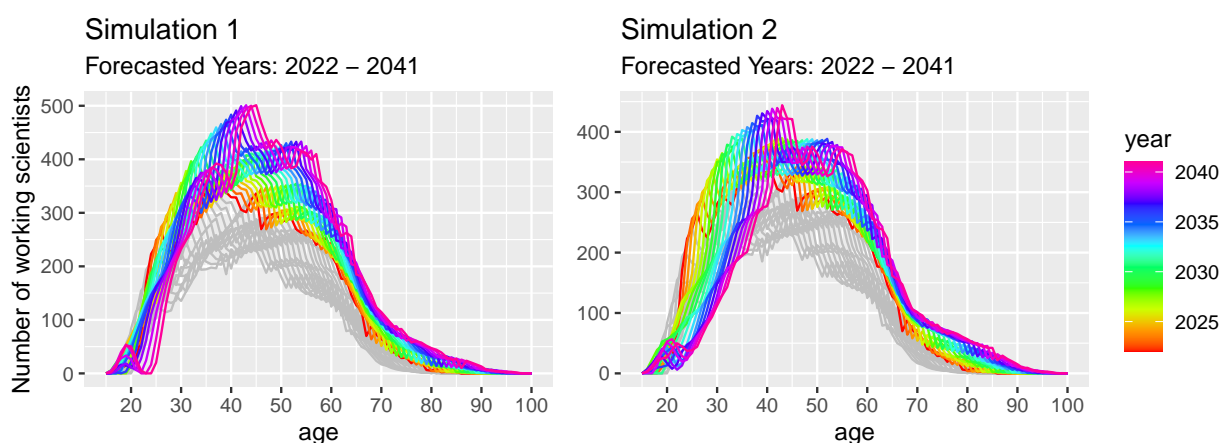 Simulation 1
Forecasted Years: 2022 – 2041
Number of working scientists
500
400
300
200
100
0
20 30 40 50 60 70 80 90 100
age
Simulation 2
Forecasted Years: 2022 – 2041
400
300
200
100
0
20 30 40 50 60 70 80 90 100
age
year
2040
2035
2030
2025